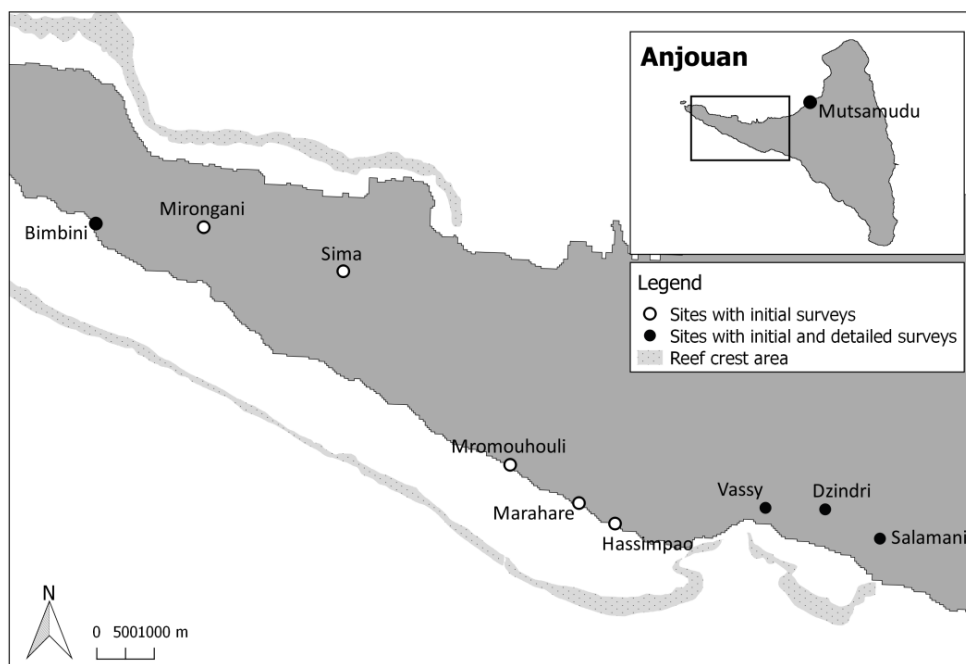 Anjouan
Mutsamudu
Mirongani
Bimbini
Sima
Legend
Sites with initial surveys
Sites with initial and detailed surveys
Reef crest area
Mromouhouli
Vassy
Dzindri
Marahare
Hassimpao
Salamani
N
0 5001000 m